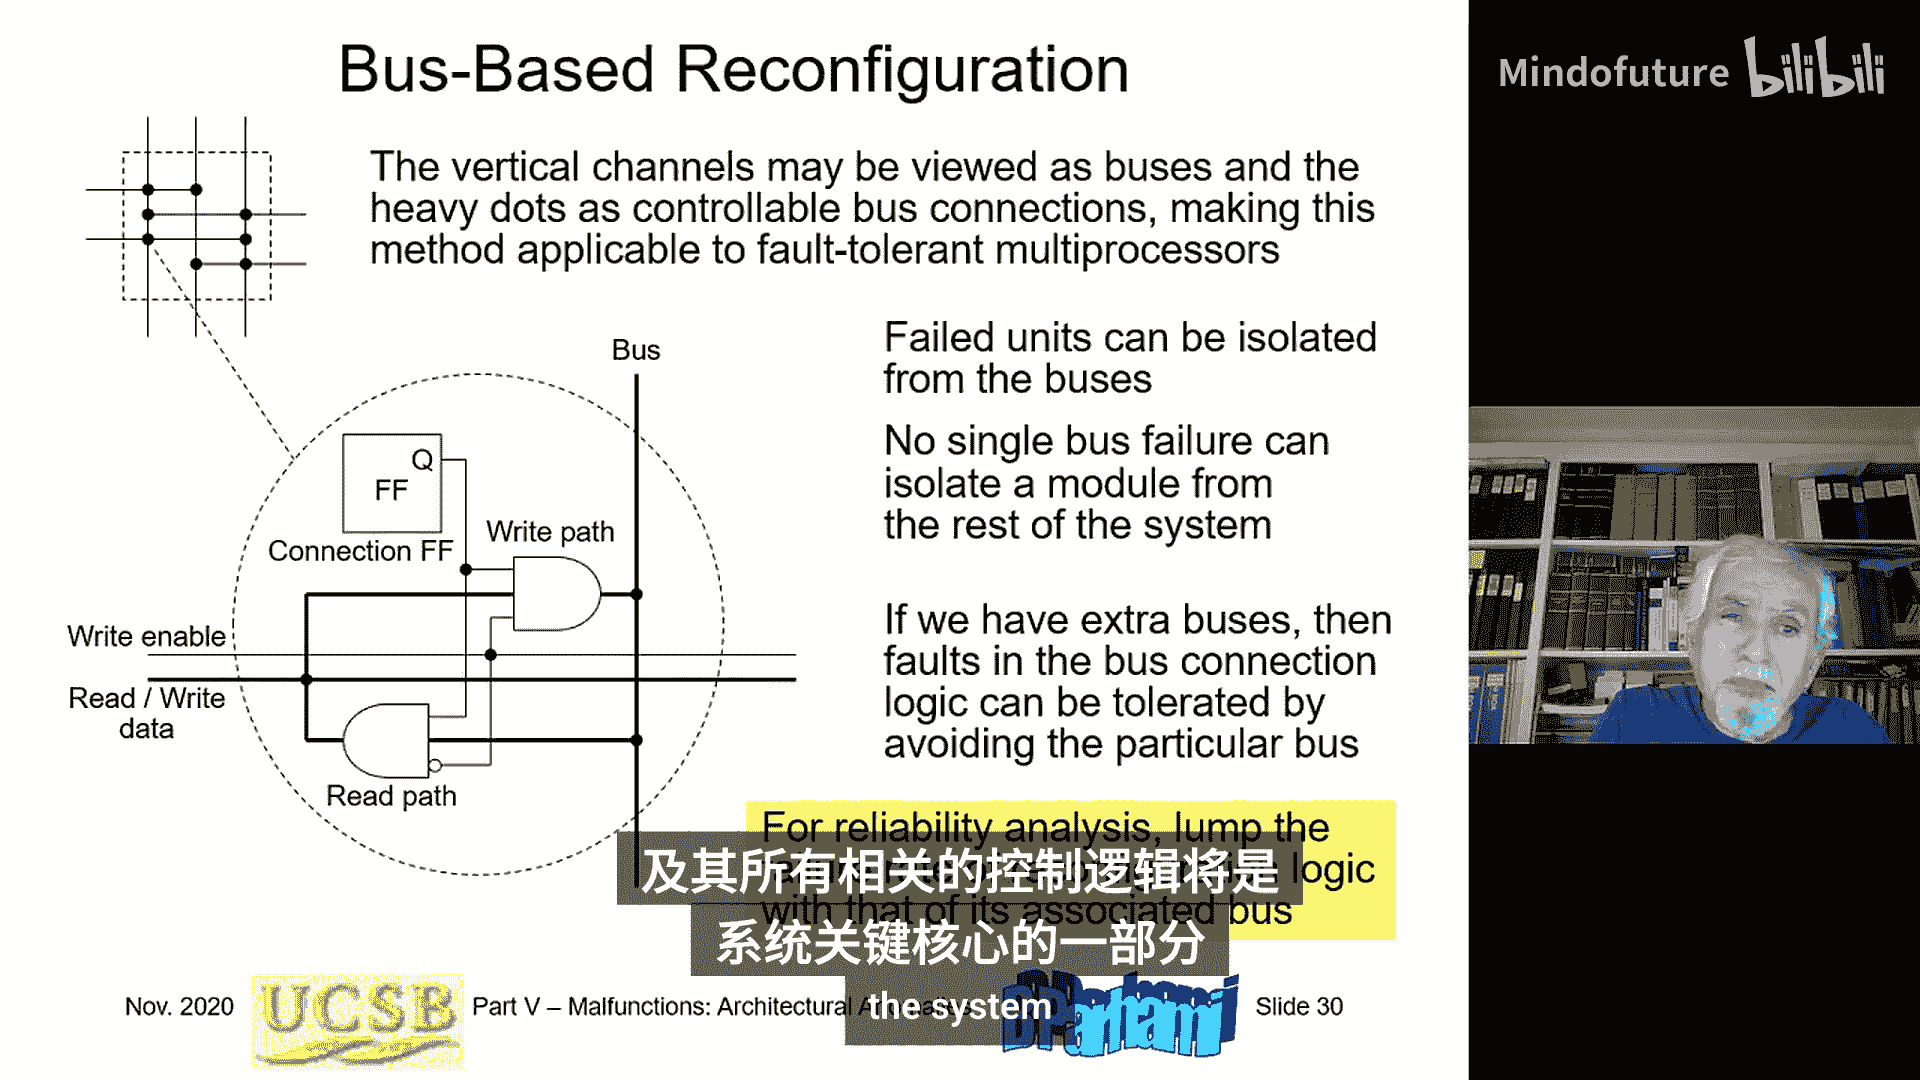 Bus-Based Reconfiguration
Mindofuture bilibili
The vertical channels may be viewed as buses and the
heavy dots as controllable bus connections, making this
method applicable to fault-tolerant multiprocessors
Bus
Failed units can be isolated
from the buses
No single bus failure can
isolate a module from
the rest of the system
Q
FF
Connection FF
Write path
Write enable
Read / Write
data
Read path
If we have extra buses, then
faults in the bus connection
logic can be tolerated by
avoiding the particular bus
For reliability analysis, lump the
logic
with that of its associated bus
及其所有相关的控制逻辑将是
系统关键核心的一部分
the system
Nov. 2020
UCSB
Part V – Malfunctions: Architectural
Parhami
Slide 30